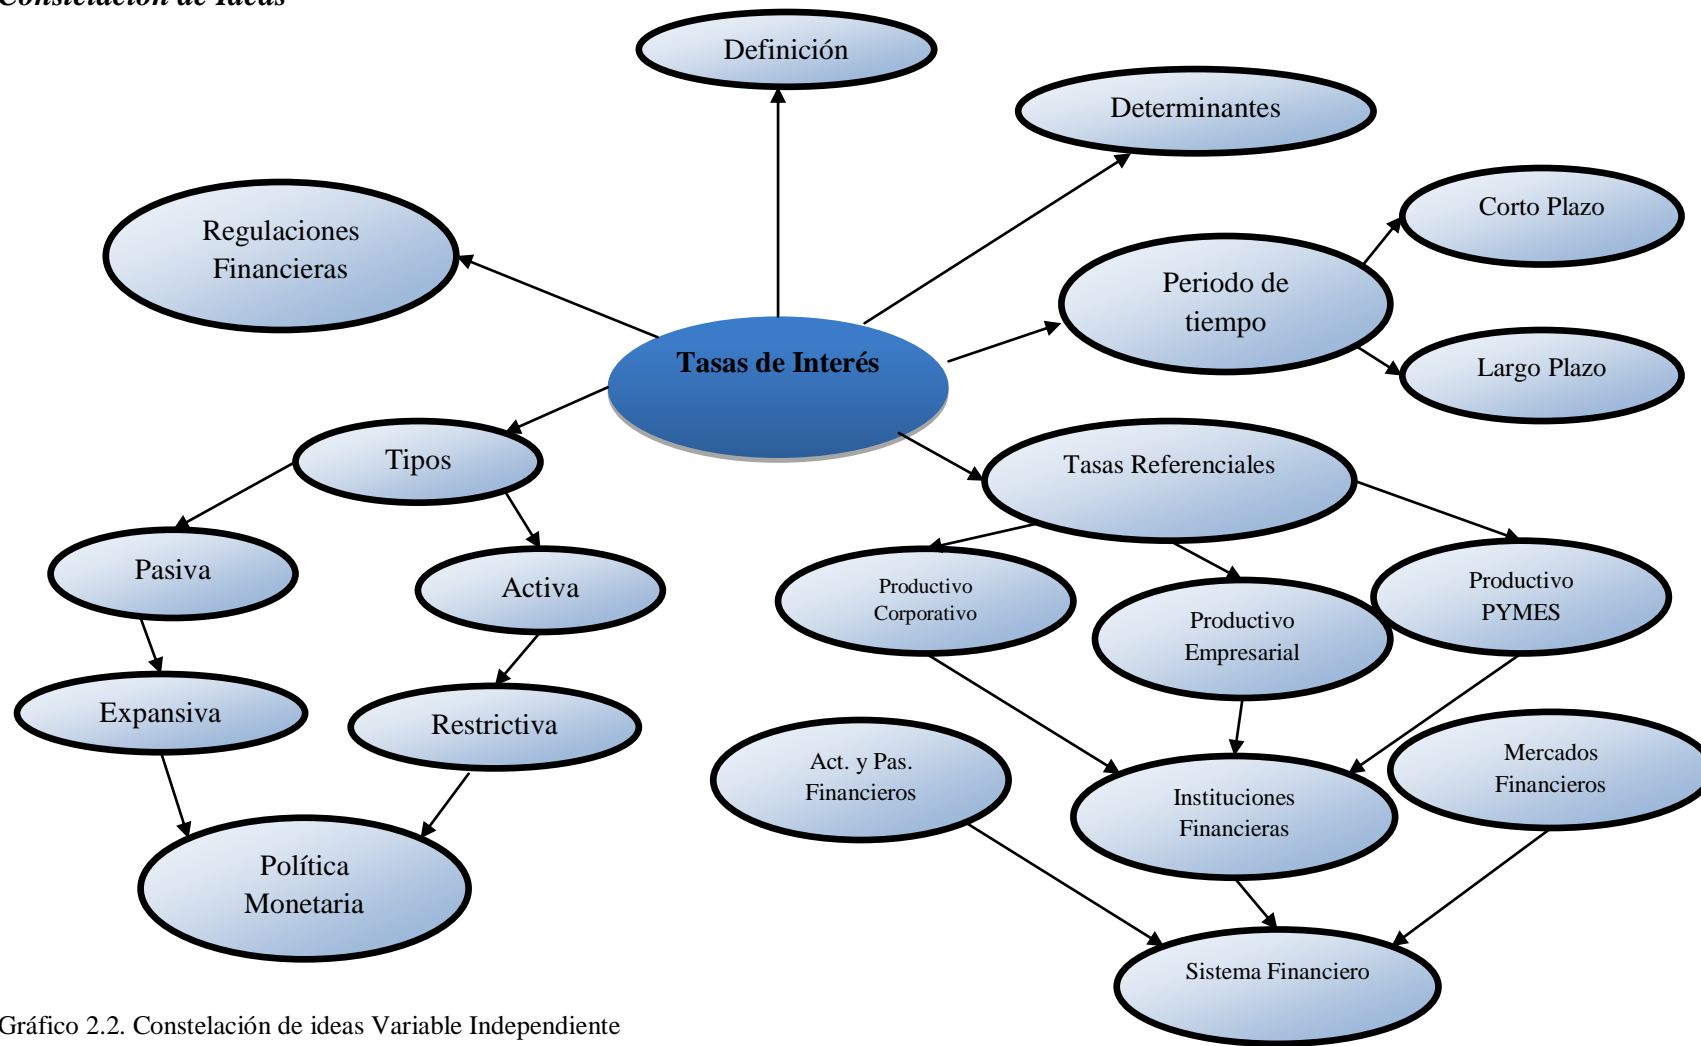 Constelación de Ideas
Definición
Determinantes
Regulaciones
Financieras
Corto Plazo
Periodo de
tiempo
Tasas de Interés
Largo Plazo
Tipos
Tasas Referenciales
Pasiva
Activa
Productivo
Corporativo
Productivo
Empresarial
Productivo
PYMES
Expansiva
Restrictiva
Act. y Pas.
Financieros
Instituciones
Financieras
Mercados
Financieros
Política
Monetaria
Sistema Financiero
Gráfico 2.2. Constelación de ideas Variable Independiente